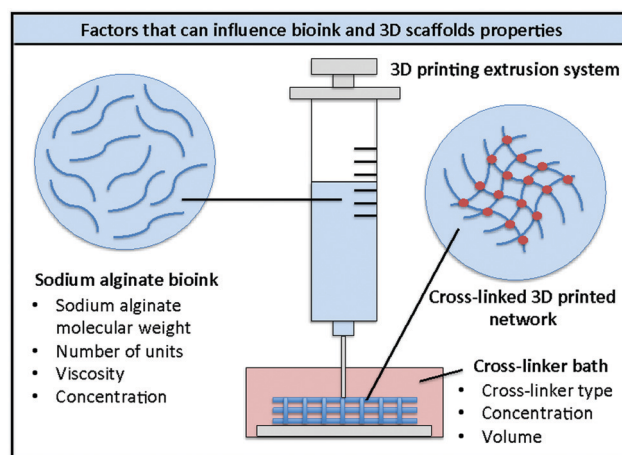 Factors that can influence bioink and 3D scaffolds properties
3D printing extrusion system
Sodium alginate bioink
• Sodium alginate
molecular weight
• Number of units
• Viscosity
• Concentration
Cross-linked 3D printed
network
Cross-linker bath
• Cross-linker type
• Concentration
• Volume